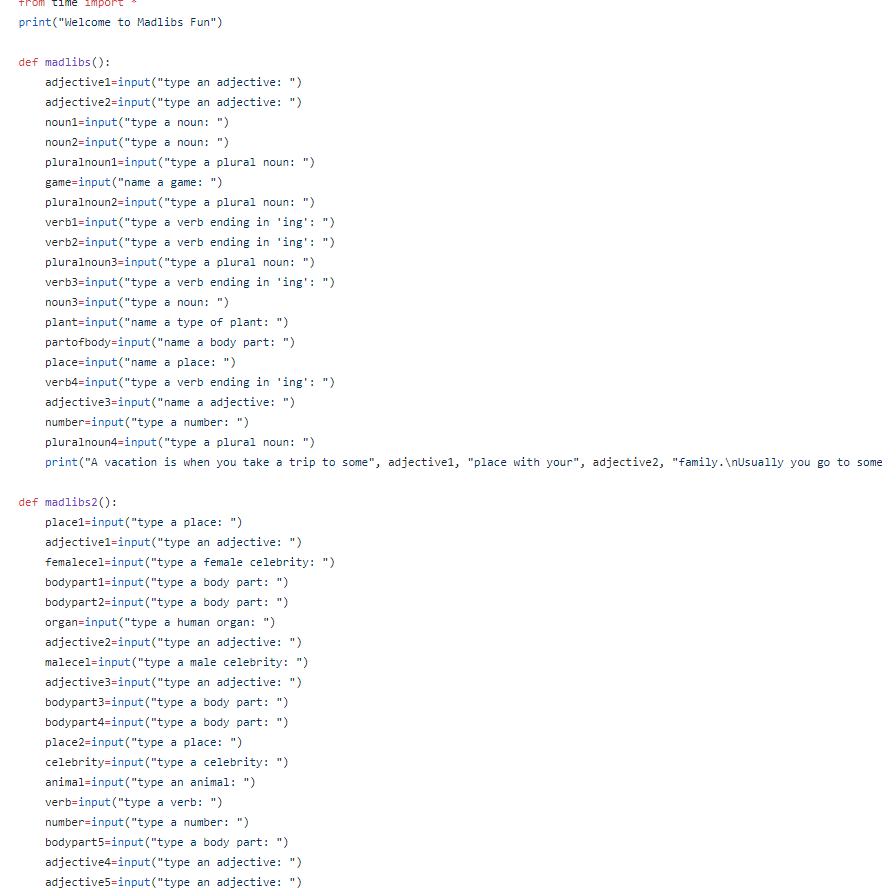 from time import *
print("Welcome to Madlibs Fun")
def madlibs():
adjective1=input("type an adjective: ")
adjective2=input("type an adjective: ")
noun1=input("type a noun: ")
noun2=input("type a noun: ")
pluralnoun1=input("type a plural noun: ")
game=input("name a game: ")
pluralnoun2=input("type a plural noun: ")
verb1=input("type a verb ending in 'ing': ")
verb2=input("type a verb ending in 'ing': ")
pluralnoun3=input("type a plural noun: ")
verb3=input("type a verb ending in 'ing': ")
noun3=input("type a noun: ")
plant=input("name a type of plant: ")
partofbody=input("name a body part: ")
place=input("name a place: ")
verb4=input("type a verb ending in 'ing': ")
adjective3=input("name a adjective: ")
number=input("type a number: ")
pluralnoun4=input("type a plural noun: ")
print("A vacation is when you take a trip to some", adjective1, "place with your", adjective2, "family.\nUsually you go to some
def madlibs2():
place1=input("type a place: ")
adjective1=input("type an adjective: ")
femalecel=input("type a female celebrity: ")
bodypart1=input("type a body part: ")
bodypart2=input("type a body part: ")
organ=input("type a human organ: ")
adjective2=input("type an adjective: ")
malecel=input("type a male celebrity: ")
adjective3=input("type an adjective: ")
bodypart3=input("type a body part: ")
bodypart4=input("type a body part: ")
place2=input("type a place: ")
celebrity=input("type a celebrity: ")
animal=input("type an animal: ")
verb=input("type a verb: ")
number=input("type a number: ")
bodypart5=input("type a body part: ")
adjective4=input("type an adjective: ")
adjective5=input("type an adjective: ")